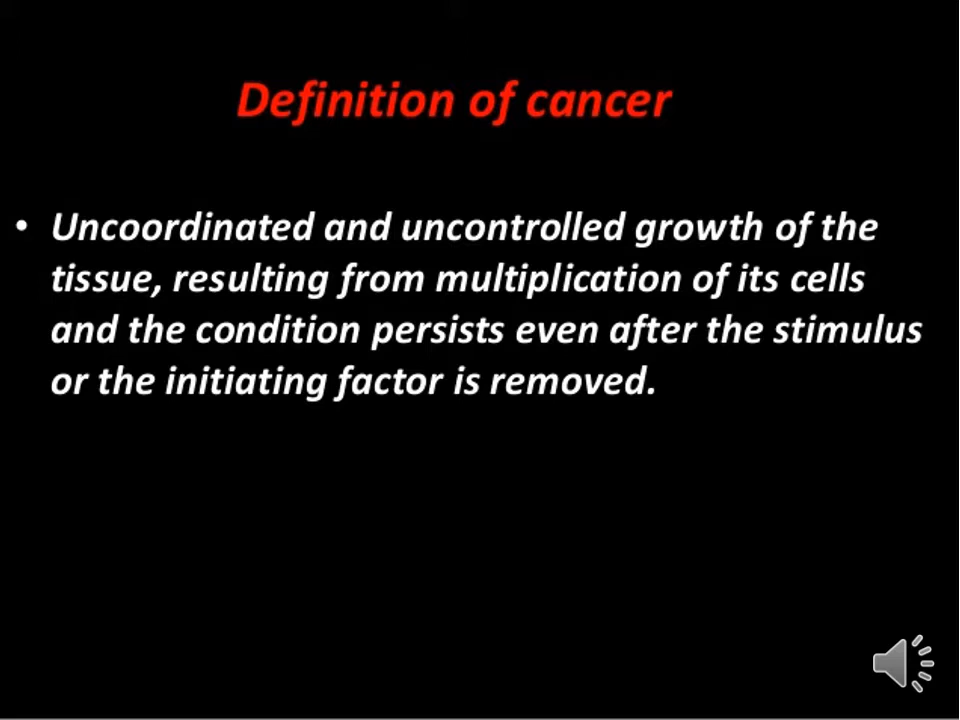 Definition of cancer
• Uncoordinated and uncontrolled growth of the
tissue, resulting from multiplication of its cells
and the condition persists even after the stimulus
or the initiating factor is removed.